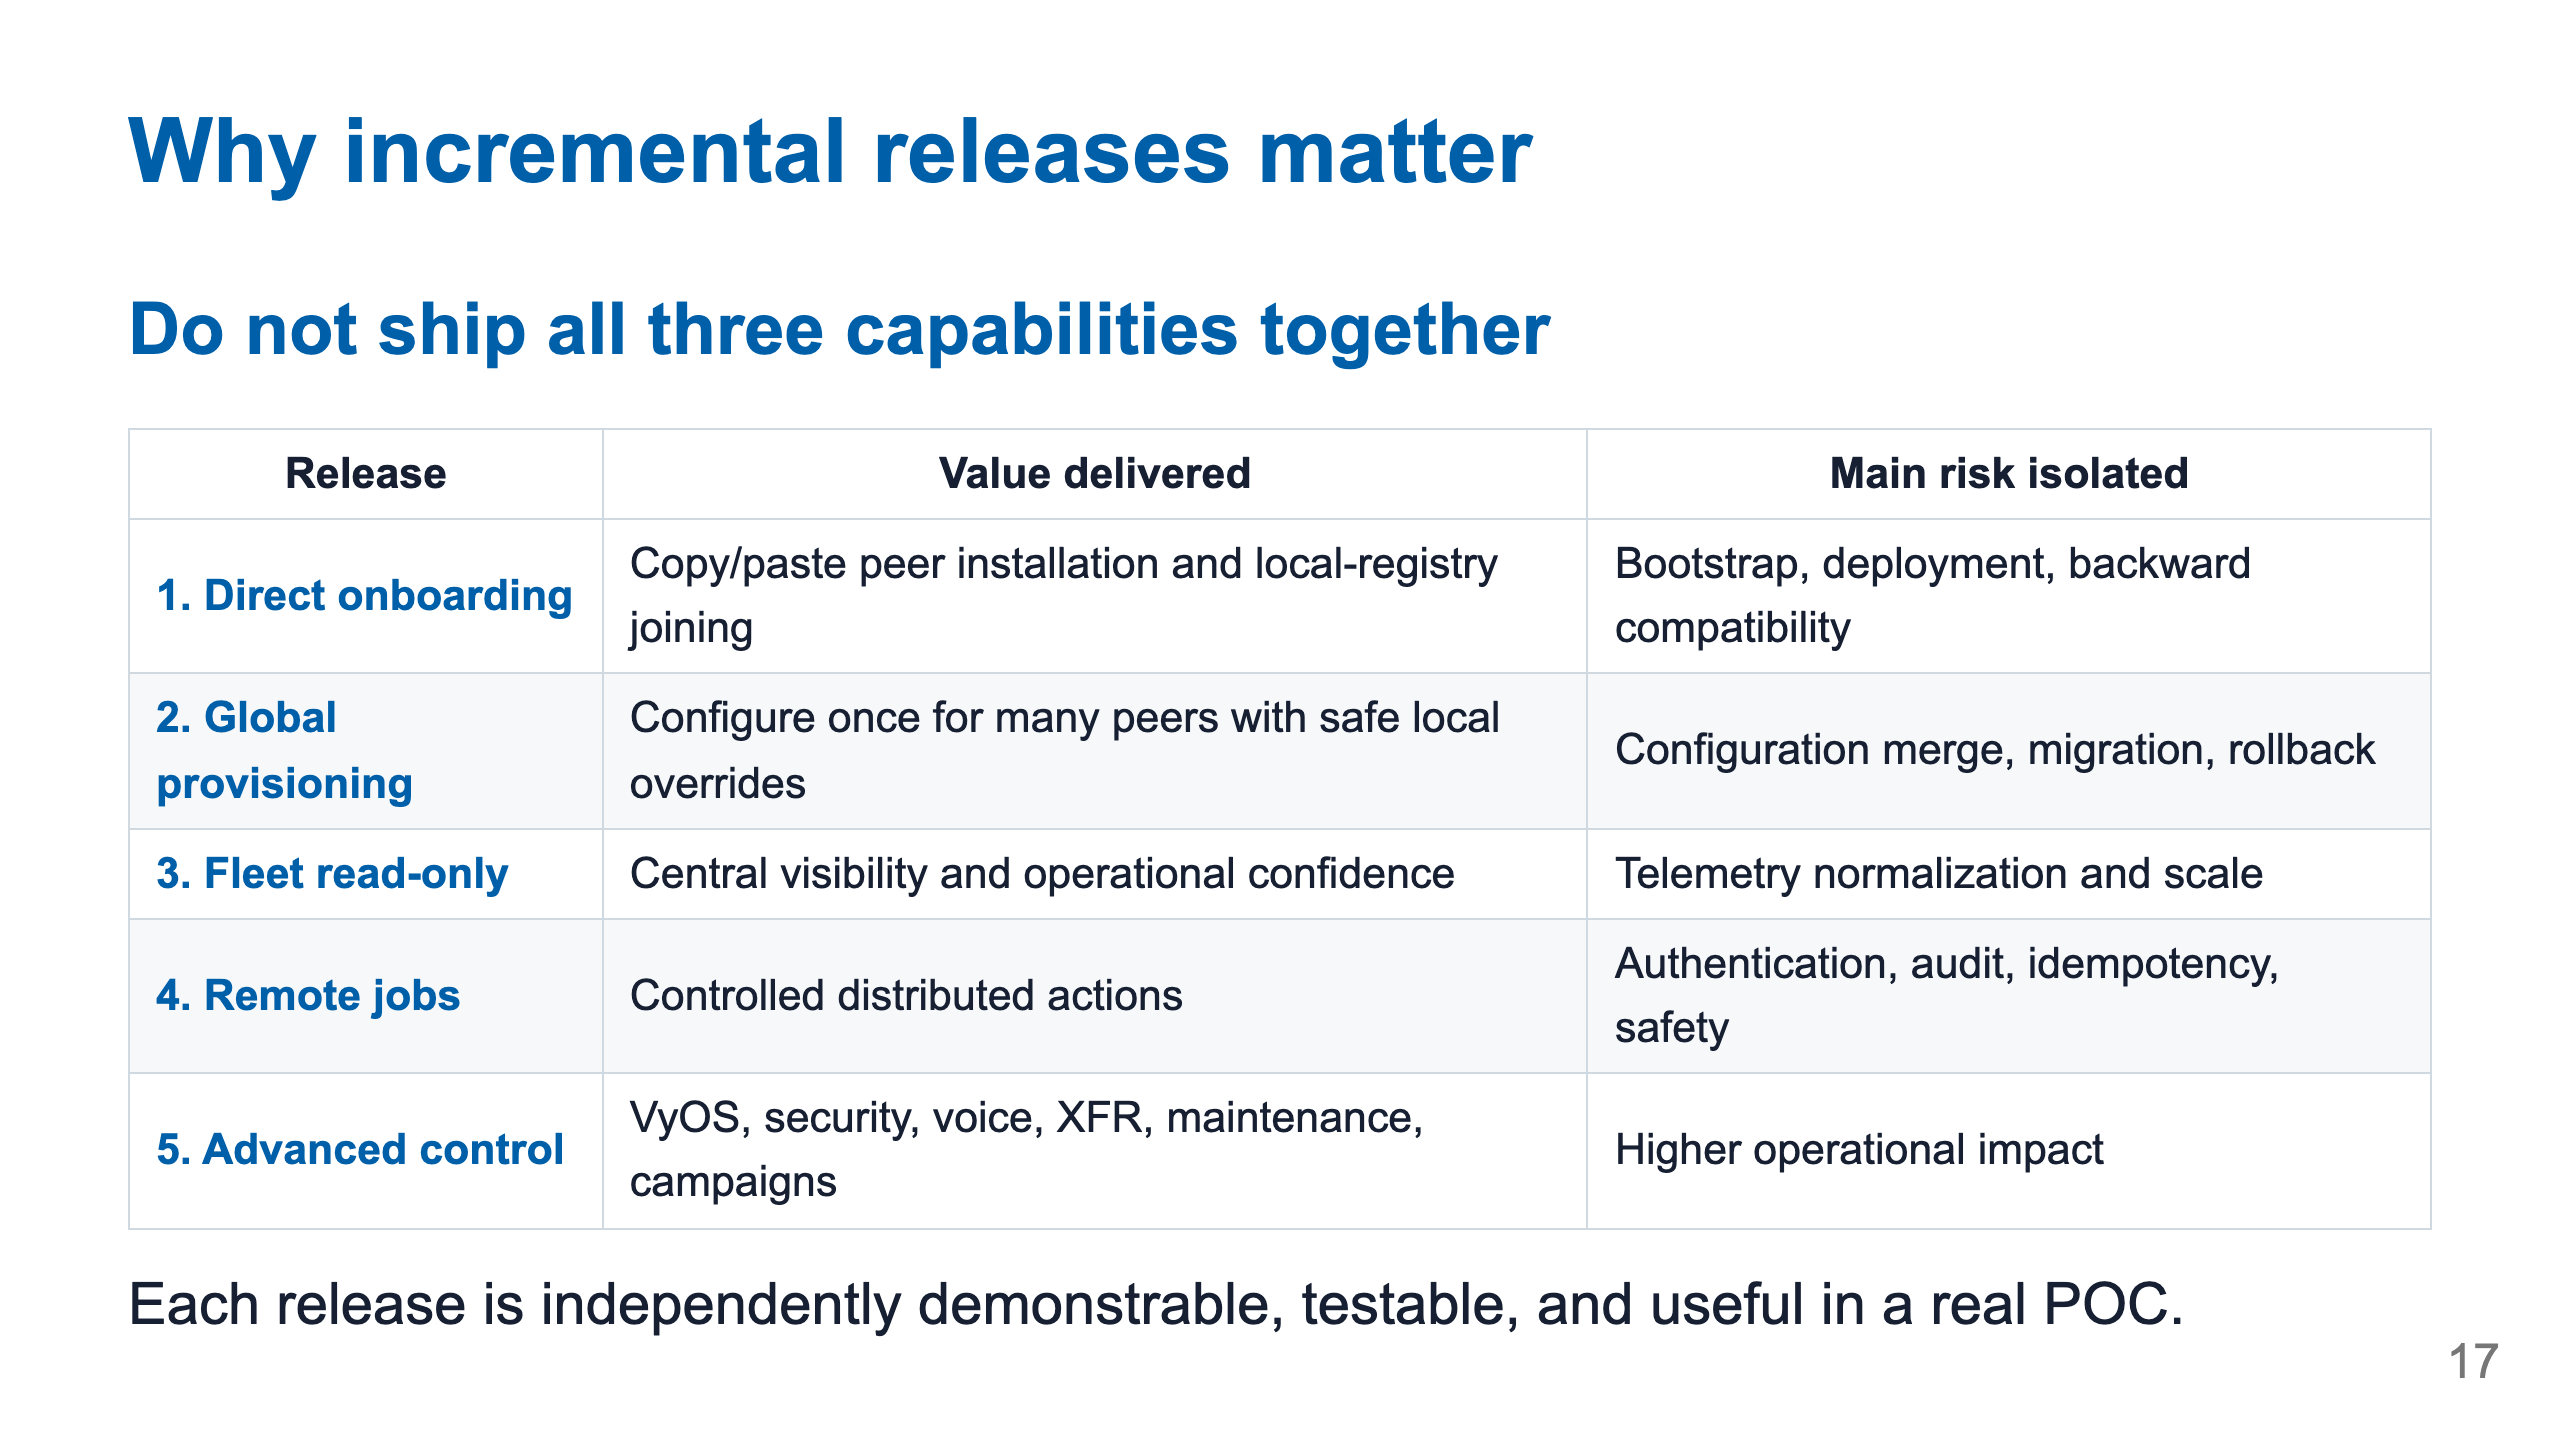 Why incremental releases matter
Do not ship all three capabilities together
Release
Value delivered
Main risk isolated
1. Direct onboarding
Copy/paste peer installation and local-registry
joining
Bootstrap, deployment, backward
compatibility
2. Global
provisioning
Configure once for many peers with safe local
overrides
Configuration merge, migration, rollback
3. Fleet read-only
Central visibility and operational confidence
Telemetry normalization and scale
4. Remote jobs
Controlled distributed actions
Authentication, audit, idempotency,
safety
5. Advanced control
VyOS, security, voice, XFR, maintenance,
campaigns
Higher operational impact
Each release is independently demonstrable, testable, and useful in a real POC.
17